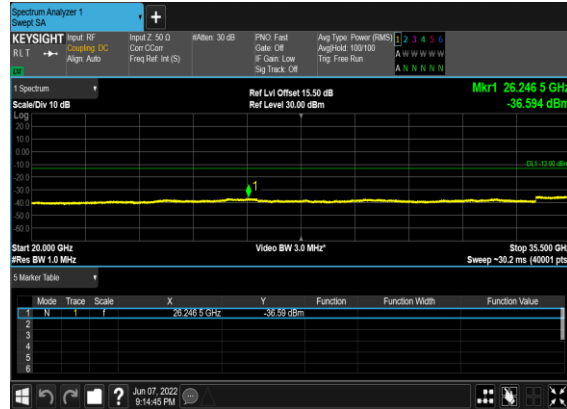 Spectrum Analyzer 1
Swept SA
+
KEYSIGHT Input: RF Input Z: 50 Ω #Atten: 30 dB PNO: Fast Avg Type: Power (RMS) 1 2 3 4 5 6
RLT Coupling: DC Corr CCorr Gate: Off Avg|Hold: 100/100 A W W W W W
Align: Auto Freq Ref: Int (S) IF Gain: Low Trig: Free Run
Sig Track: Off A N N N N N
1 Spectrum
Ref Lvl Offset 15.50 dB Mkr1 26.246 5 GHz
Scale/Div 10 dB Ref Level 30.00 dBm -36.594 dBm
Log
20.0
10.0
0.00
-10.0 DL1 -13.00 dBm
-20.0
-30.0 1
-40.0
-50.0
-60.0
Start 20.000 GHz Video BW 3.0 MHz* Stop 35.500 GHz
#Res BW 1.0 MHz Sweep ~30.2 ms (40001 pts)
5 Marker Table
Mode Trace Scale X Y Function Function Width Function Value
1 N 1 f 26.246 5 GHz -36.59 dBm
2
3
4
5
6
? Jun 07, 2022
9:14:45 PM